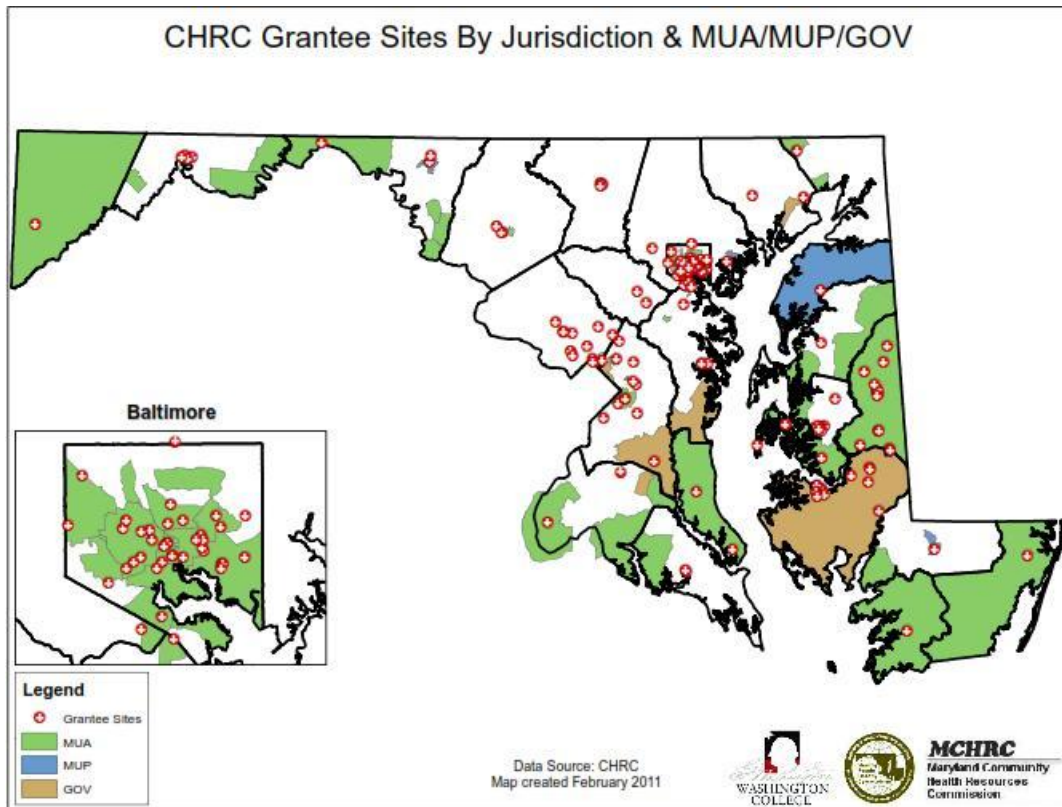 CHRC Grantee Sites By Jurisdiction & MUA/MUP/GOV
Baltimore
Legend
Grantee Sites
MUA
MUP
GOV
Data Source: CHRC
Map created February 2011
WASHINGTON
COLLEGE
MCHRC
Maryland Community
Health Resources
Commission